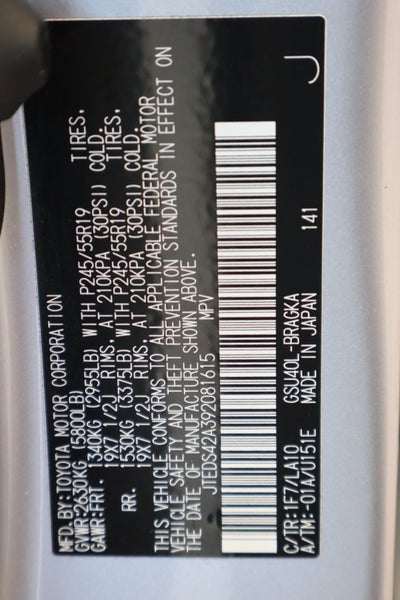 MFD.BY:TOYOTA MOTOR CORPORATION
GVWR:2630KG (5800LB)
GAWR:FRT. 1340KG (2955LB) WITH P245/55R19 TIRES.
19X7 1/2J RIMS, AT 210KPA (30PSI) COLD.
RR. 1530KG (3375LB) WITH P245/55R19 TIRES.
19X7 1/2J RIMS, AT 210KPA (30PSI) COLD.
THIS VEHICLE CONFORMS TO ALL APPLICABLE FEDERAL MOTOR
VEHICLE SAFETY AND THEFT PREVENTION STANDARDS IN EFFECT ON
THE DATE OF MANUFACTURE SHOWN ABOVE.
JTEDS42A392081615 MPV
C/TR:1F7/LA10 GSU40L-BRAGKA
A/TM:-01A/U151E MADE IN JAPAN 141
J